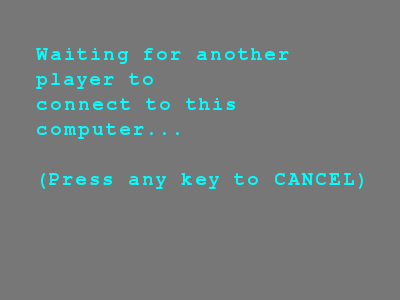 Waiting for another
player to
connect to this
computer...
(Press any key to CANCEL)